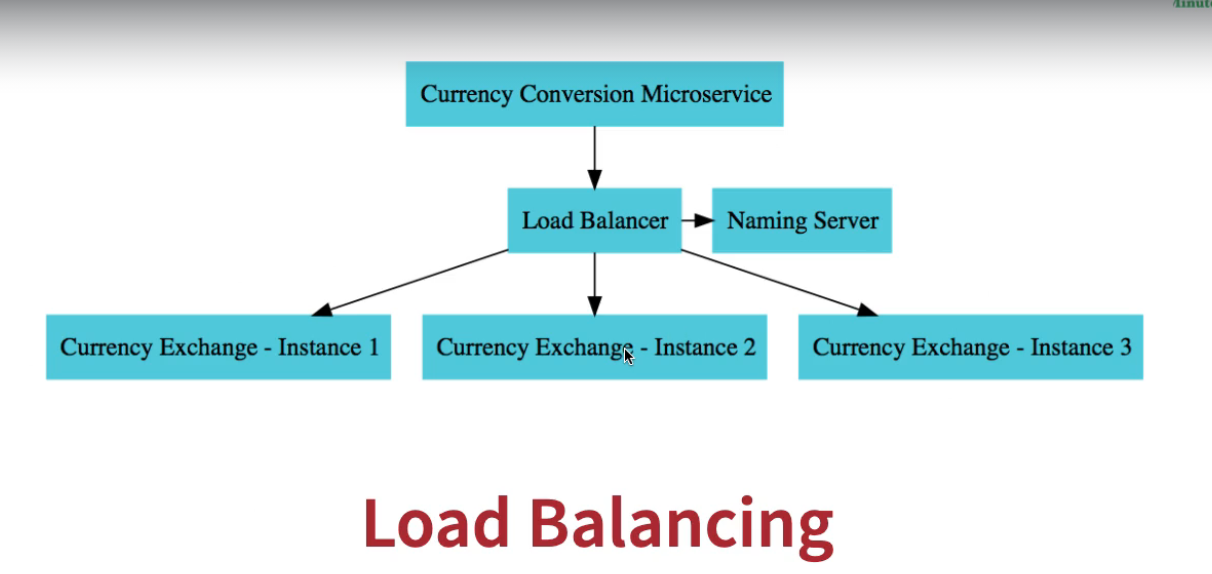 Currency Conversion Microservice
Load Balancer
Naming Server
Currency Exchange - Instance 1
Currency Exchange - Instance 2
Currency Exchange - Instance 3
Load Balancing